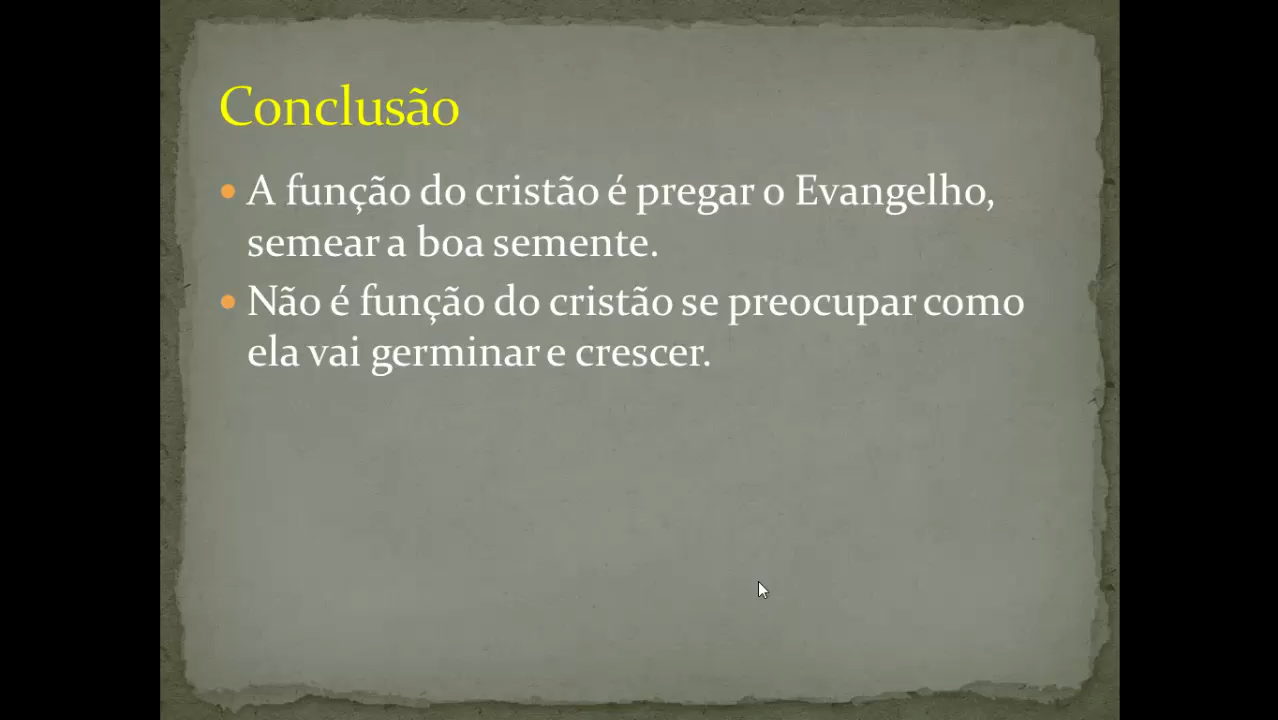 Conclusão
A função do cristão é pregar o Evangelho,
semear a boa semente.
Não é função do cristão se preocupar como
ela vai germinar e crescer.